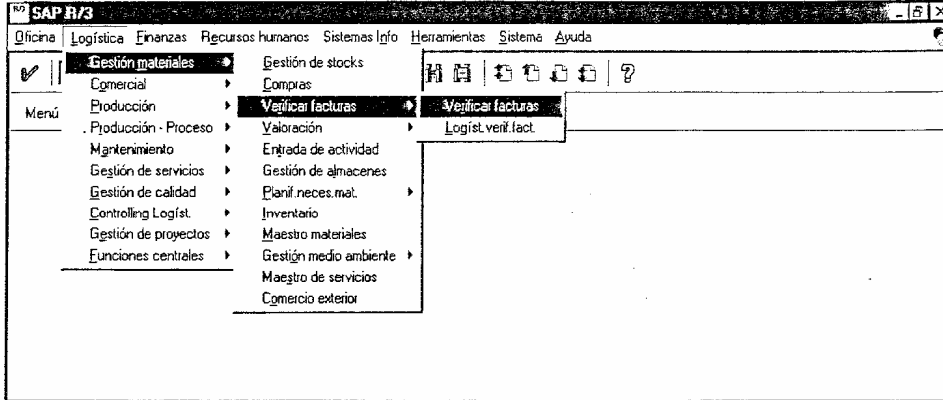 SAP R/3
Oficina Logística Finanzas Recursos humanos Sistemas Info Herramientas Sistema Ayuda
Menú
Gestión materiales
Comercial
Producción
Producción - Proceso
Mantenimiento
Gestión de servicios
Gestión de calidad
Controlling Logíst.
Gestión de proyectos
Funciones centrales
Gestión de stocks
Compras
Verificar facturas
Valoración
Entrada de actividad
Gestión de almacenes
Planif.neces.mat.
Inventario
Maestro materiales
Gestión medio ambiente
Maestro de servicios
Comercio exterior
Verificar facturas
Logíst.verif.fact.